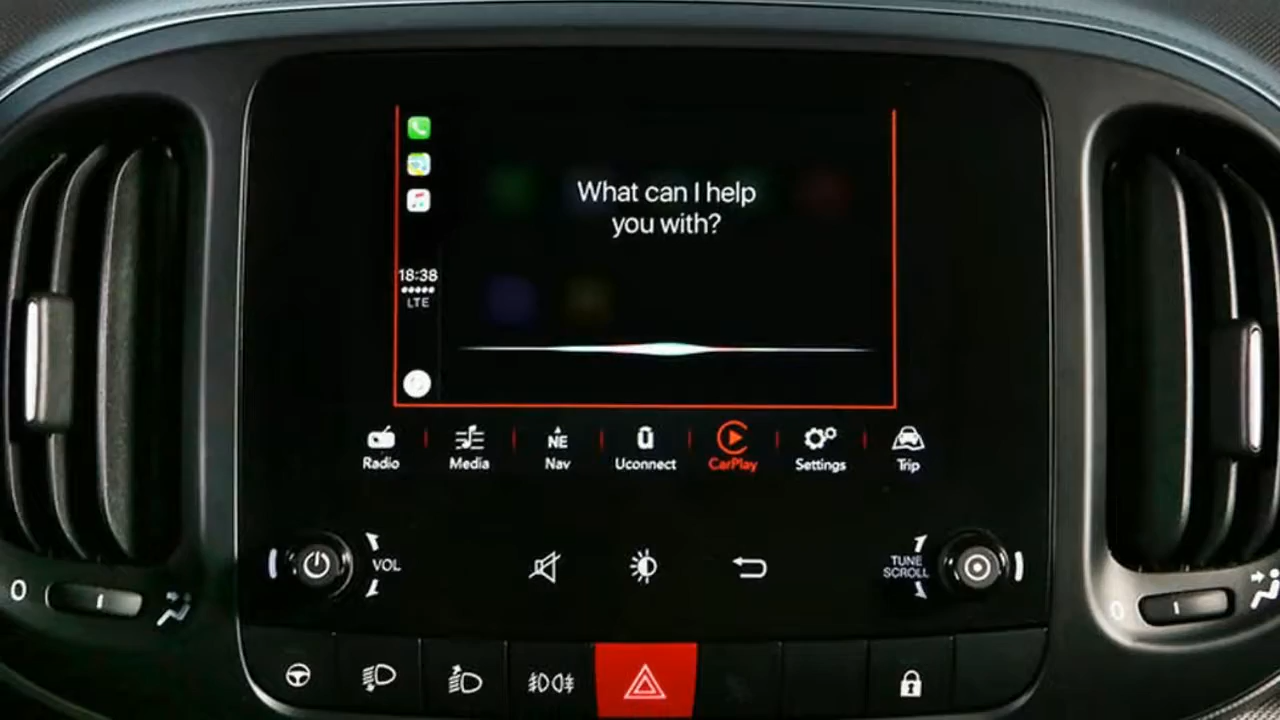 What can I help
you with?
18:38
LTE
NE
Radio
Media
Nav
Uconnect
CarPlay
Settings
Trip
VOL
TUNE
SCROLL
0
0